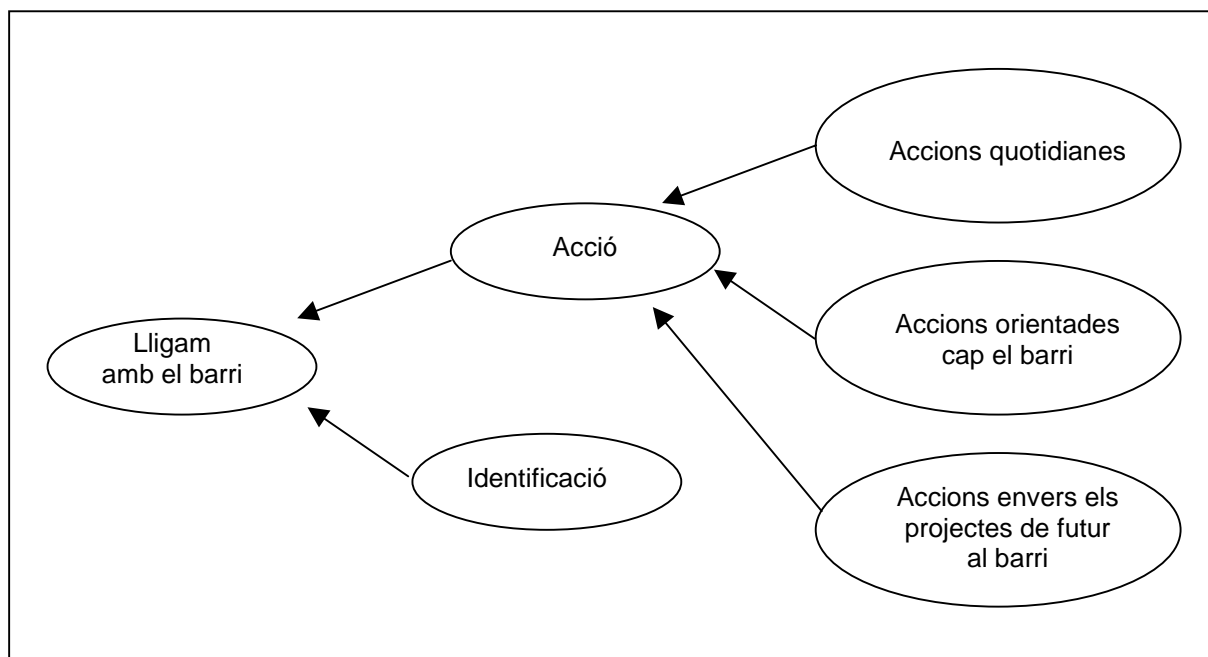 Accions quotidianes
Acció
Accions orientades
cap el barri
Lligam
amb el barri
Identificació
Accions envers els
projectes de futur
al barri